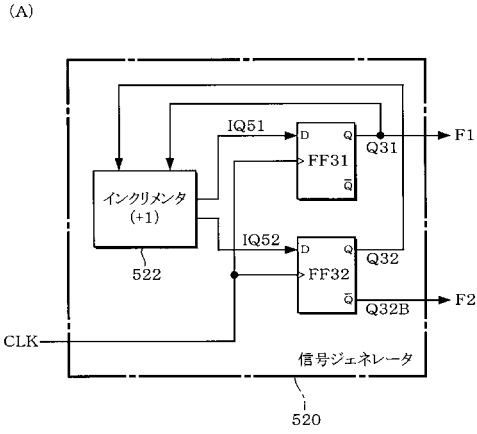 (A)
IQ51
D
Q
F1
Q31
FF31
Q̅
インクリメンタ
(+1)
522
IQ52
D
Q
Q32
FF32
Q̅
Q32B
F2
CLK
信号ジェネレータ
520